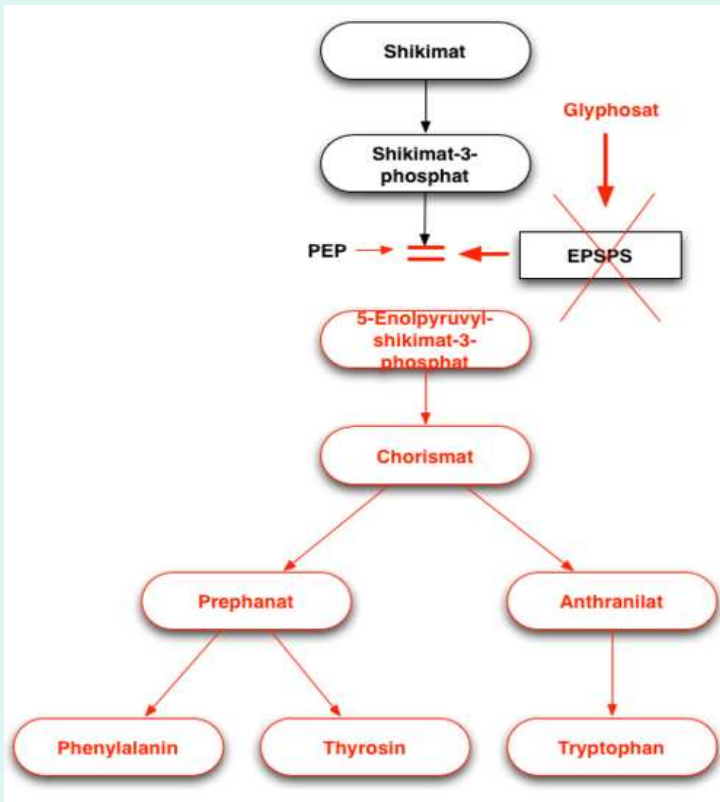 Shikimat
Glyphosat
Shikimat-3-
phosphat
PEP
EPSPS
5-Enolpyruvyl-
shikimat-3-
phosphat
Chorismat
Prephanat
Anthranilat
Phenylalanin
Thyrosin
Tryptophan